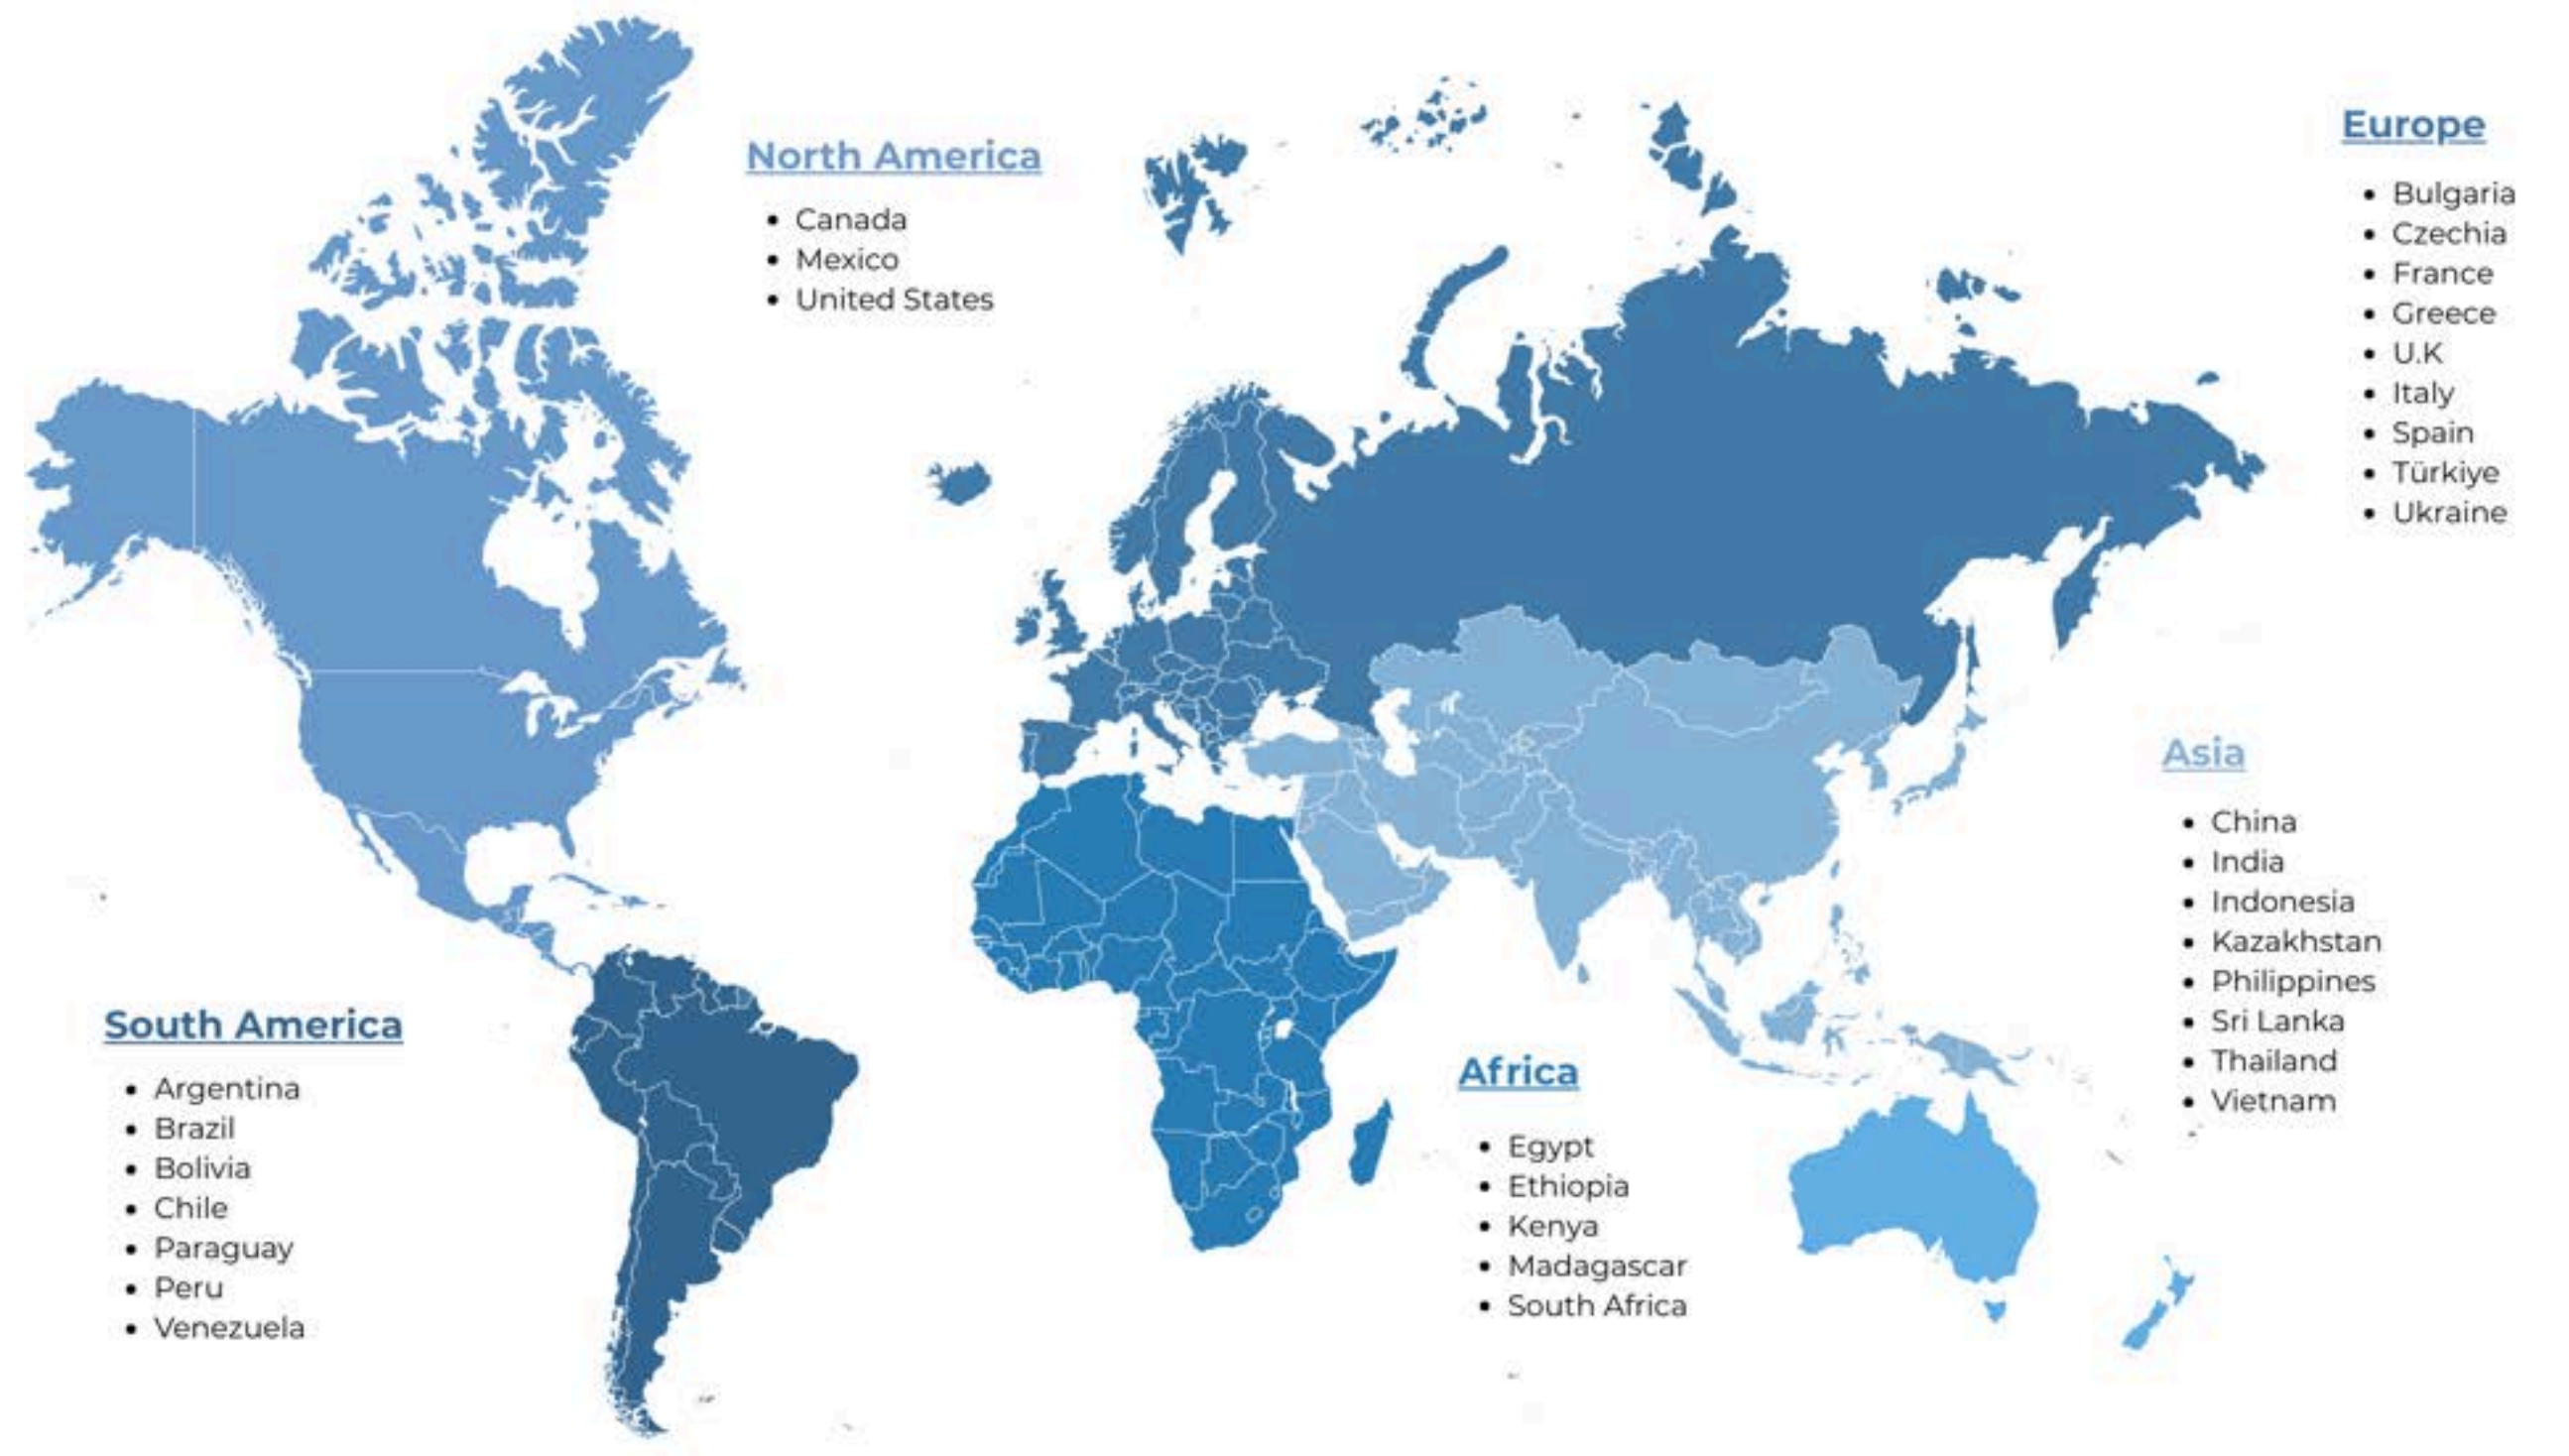 North America
• Canada
• Mexico
• United States
Europe
• Bulgaria
• Czechia
• France
• Greece
• U.K
• Italy
• Spain
• Türkiye
• Ukraine
Asia
• China
• India
• Indonesia
• Kazakhstan
• Philippines
• Sri Lanka
• Thailand
• Vietnam
South America
• Argentina
• Brazil
• Bolivia
• Chile
• Paraguay
• Peru
• Venezuela
Africa
• Egypt
• Ethiopia
• Kenya
• Madagascar
• South Africa